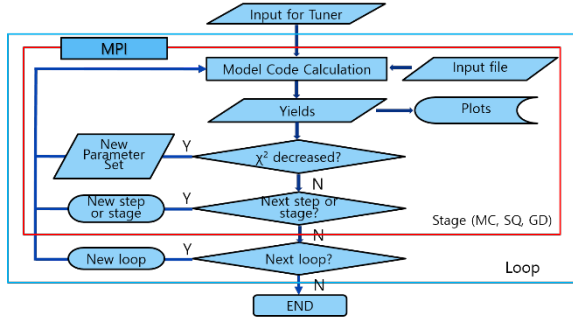 Input for Tuner
MPI
Model Code Calculation
Input file
Yields
Plots
New
Parameter
Set
Y
χ² decreased?
N
New step
or stage
Y
Next step or
stage?
Stage (MC, SQ, GD)
N
New loop
Y
Next loop?
Loop
N
END